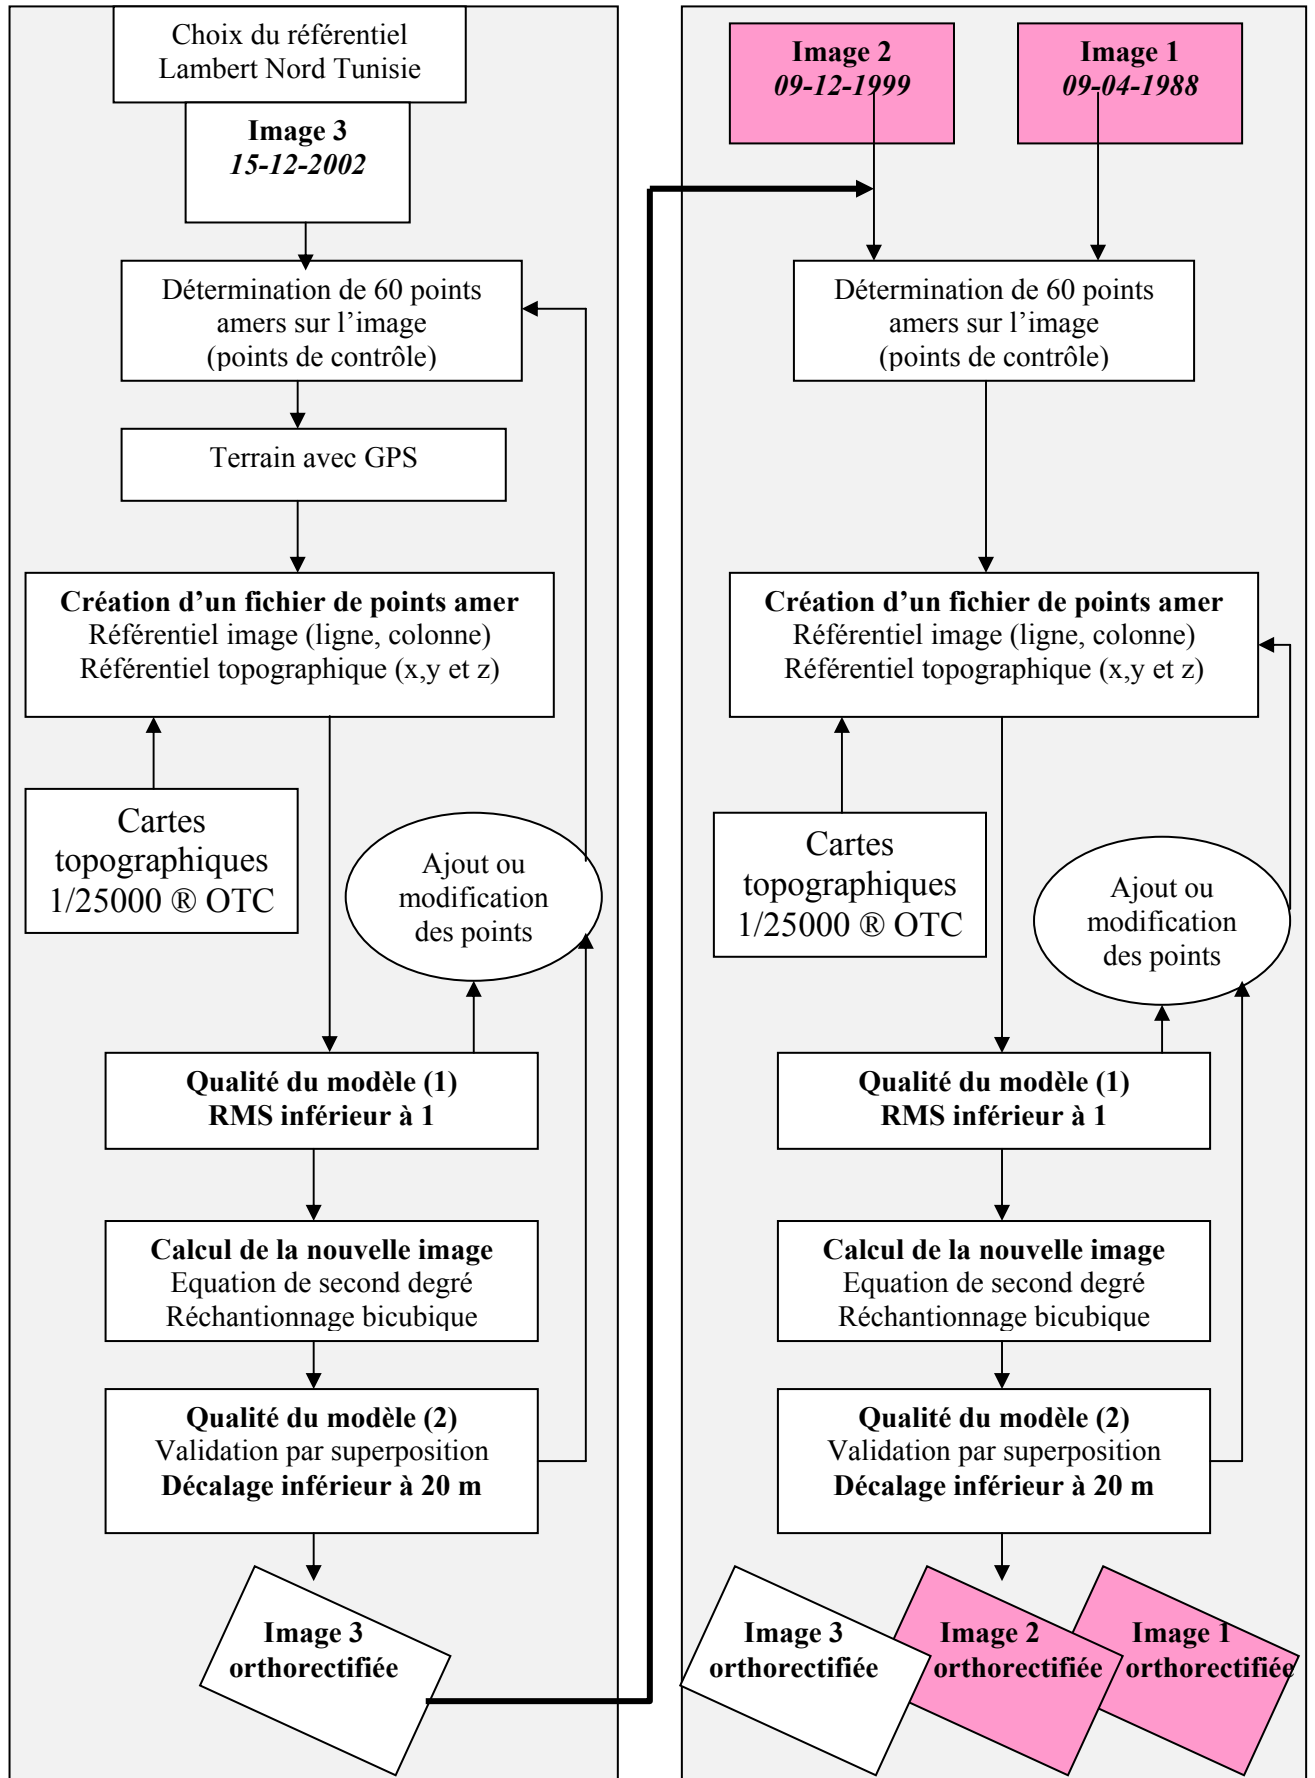 Choix du référentiel
Lambert Nord Tunisie
Image 3
15-12-2002
Détermination de 60 points
amers sur l’image
(points de contrôle)
Terrain avec GPS
Création d’un fichier de points amer
Référentiel image (ligne, colonne)
Référentiel topographique (x,y et z)
Cartes
topographiques
1/25000 ® OTC
Ajout ou
modification
des points
Qualité du modèle (1)
RMS inférieur à 1
Calcul de la nouvelle image
Equation de second degré
Réchantionnage bicubique
Qualité du modèle (2)
Validation par superposition
Décalage inférieur à 20 m
Image 3
orthorectifiée
Image 2
09-12-1999
Image 1
09-04-1988
Détermination de 60 points
amers sur l’image
(points de contrôle)
Création d’un fichier de points amer
Référentiel image (ligne, colonne)
Référentiel topographique (x,y et z)
Cartes
topographiques
1/25000 ® OTC
Ajout ou
modification
des points
Qualité du modèle (1)
RMS inférieur à 1
Calcul de la nouvelle image
Equation de second degré
Réchantionnage bicubique
Qualité du modèle (2)
Validation par superposition
Décalage inférieur à 20 m
Image 3
orthorectifiée
Image 2
orthorectifiée
Image 1
orthorectifiée